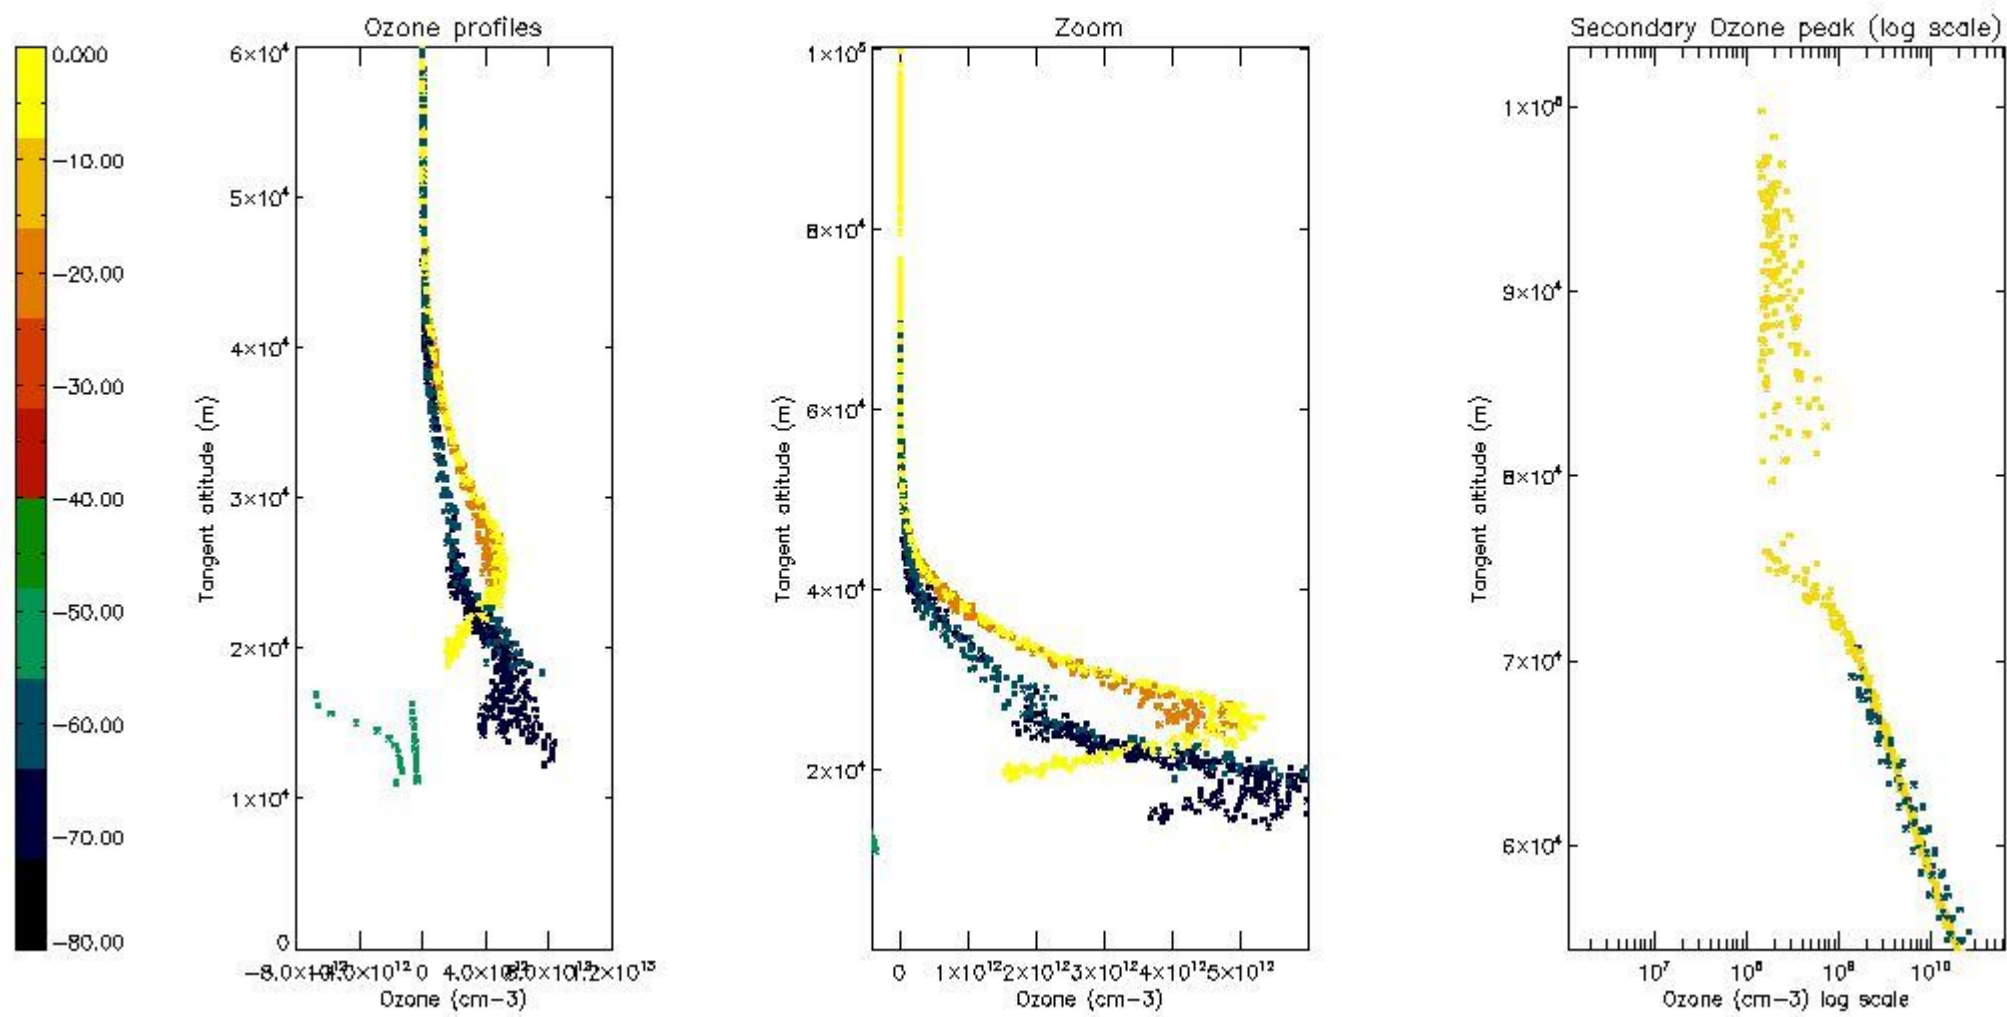 Ozone profiles
Zoom
Secondary Ozone peak (log scale)
0.000
−10.00
−20.00
−30.00
−40.00
−50.00
−60.00
−70.00
−80.00
6×10⁴
5×10⁴
4×10⁴
3×10⁴
2×10⁴
1×10⁴
0
Tangent altitude (m)
0 4.0×10¹²
Ozone (cm−3)
1×10⁵
8×10⁴
6×10⁴
4×10⁴
2×10⁴
Tangent altitude (m)
0 1×10¹² 2×10¹² 3×10¹² 4×10¹² 5×10¹²
Ozone (cm−3)
9×10⁴
8×10⁴
7×10⁴
6×10⁴
Tangent altitude (m)
10⁷ 10⁸ 10⁹ 10¹⁰
Ozone (cm−3) log scale